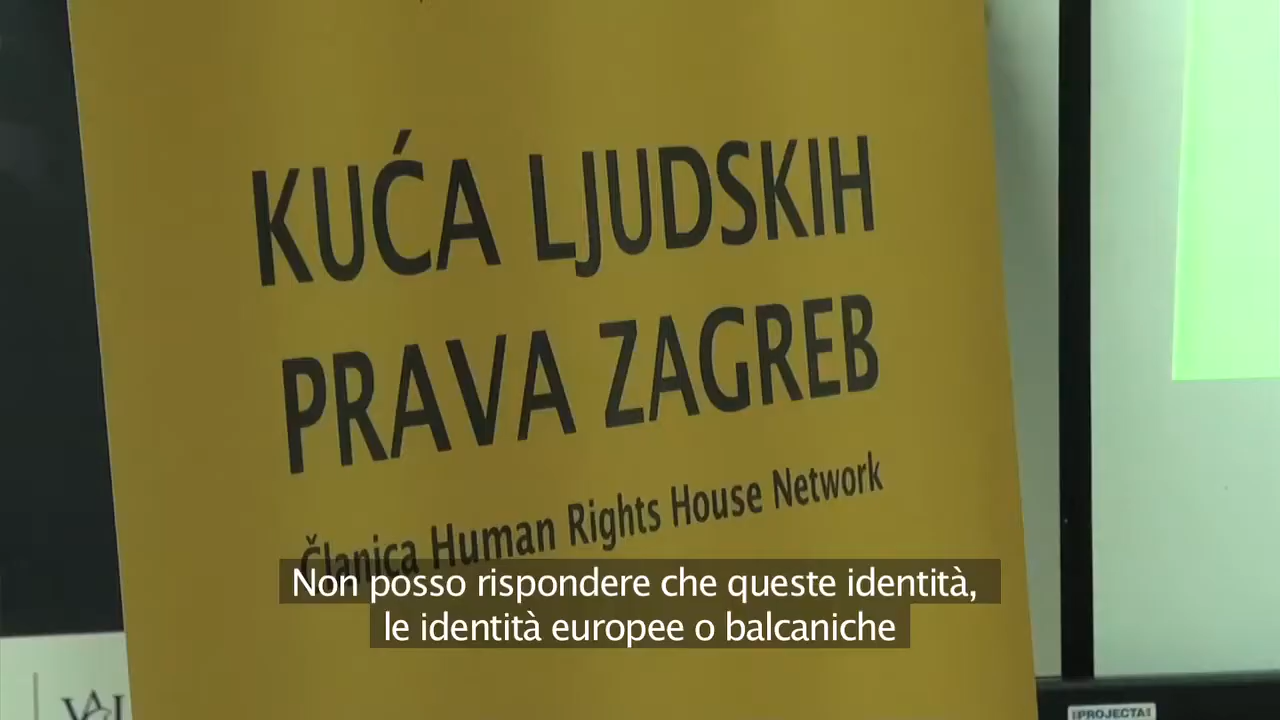 KUĆA LJUDSKIH
PRAVA ZAGREB
Članica Human Rights House Network
Non posso rispondere che queste identità,
le identità europee o balcaniche
PROJECTA